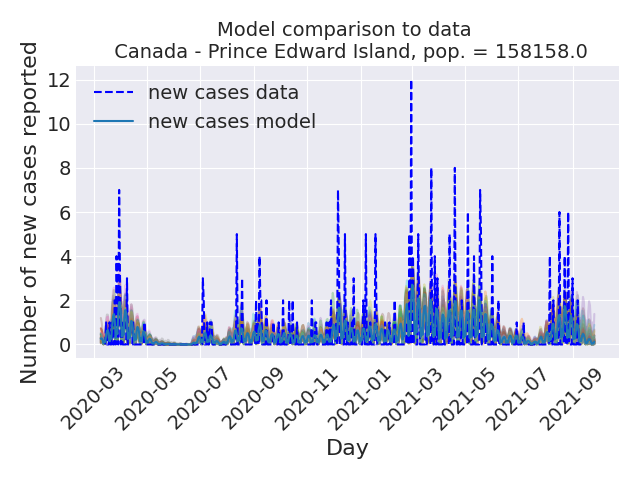 Model comparison to data
Canada - Prince Edward Island, pop. = 158158.0
Number of new cases reported
12
10
8
6
4
2
0
new cases data
new cases model
2020-03
2020-05
2020-07
2020-09
2020-11
2021-01
2021-03
2021-05
2021-07
2021-09
Day